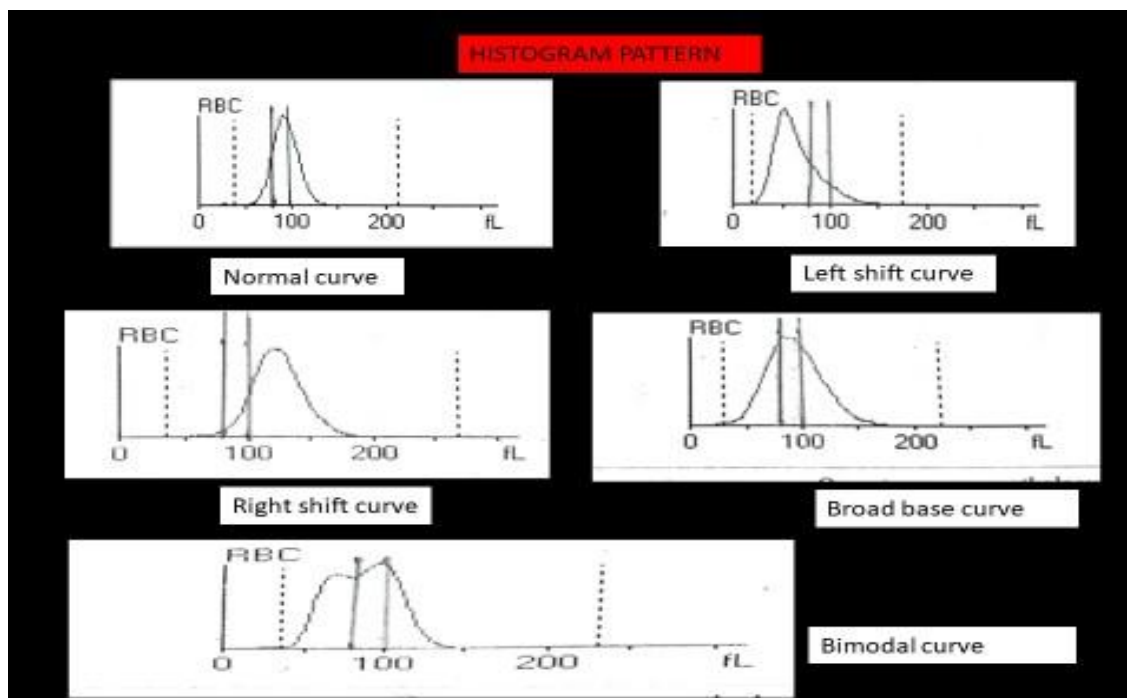 HISTOGRAM PATTERN
RBC
0 100 200 fL
Normal curve
RBC
0 100 200 fL
Left shift curve
RBC
0 100 200 fL
Right shift curve
RBC
0 100 200 fL
Broad base curve
RBC
0 100 200 fL
Bimodal curve